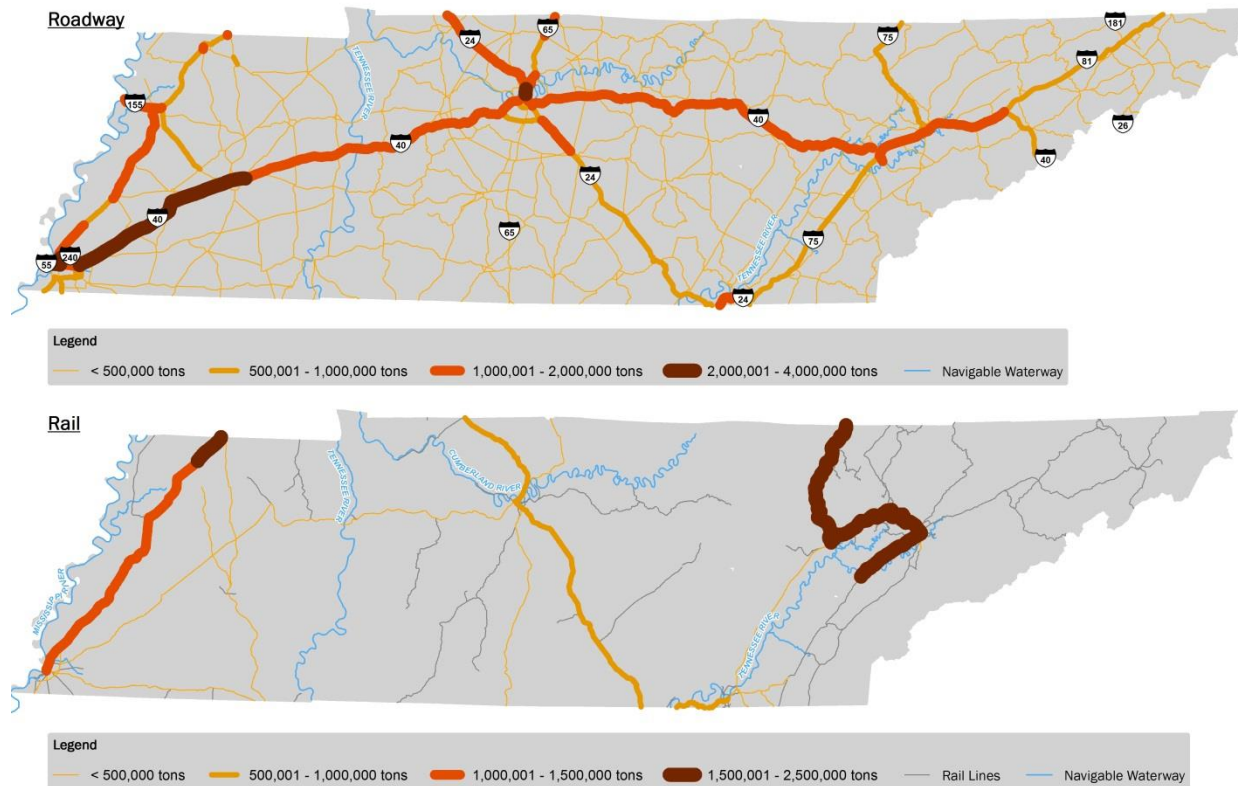 Roadway
24
65
75
181
81
155
TENNESSEE RIVER
40
40
26
40
24
65
40
TENNESSEE RIVER
75
55
240
24
Legend
< 500,000 tons
500,001 - 1,000,000 tons
1,000,001 - 2,000,000 tons
2,000,001 - 4,000,000 tons
Navigable Waterway
Rail
CUMBERLAND RIVER
TENNESSEE RIVER
MISSISSIPPI RIVER
TENNESSEE RIVER
Legend
< 500,000 tons
500,001 - 1,000,000 tons
1,000,001 - 1,500,000 tons
1,500,001 - 2,500,000 tons
Rail Lines
Navigable Waterway